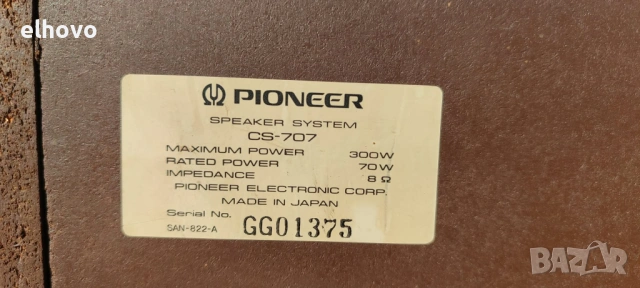 elhovo
PIONEER
SPEAKER SYSTEM
CS-707
MAXIMUM POWER 300W
RATED POWER 70W
IMPEDANCE 8 Ω
PIONEER ELECTRONIC CORP.
MADE IN JAPAN
Serial No. GG01375
SAN-822-A
BAZAR